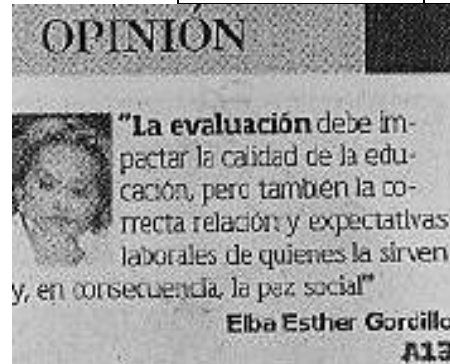 OPINIÓN
"La evaluación debe im-
pactar la calidad de la edu-
cación, pero también la co-
rrecta relación y expectativas
laborales de quienes la sirven
y, en consecuencia, la paz social"
Elba Esther Gordillo
A13